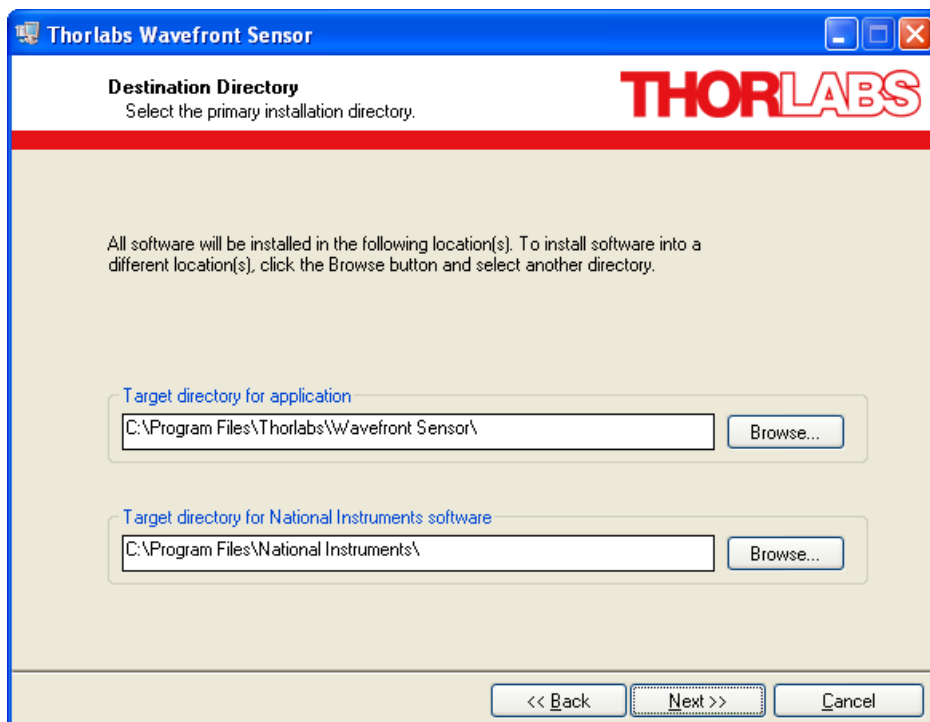 Thorlabs Wavefront Sensor
Destination Directory
Select the primary installation directory.
THORLABS
All software will be installed in the following location(s). To install software into a
different location(s), click the Browse button and select another directory.
Target directory for application
C:\Program Files\Thorlabs\Wavefront Sensor\
Browse...
Target directory for National Instruments software
C:\Program Files\National Instruments\
Browse...
<< Back
Next >>
Cancel